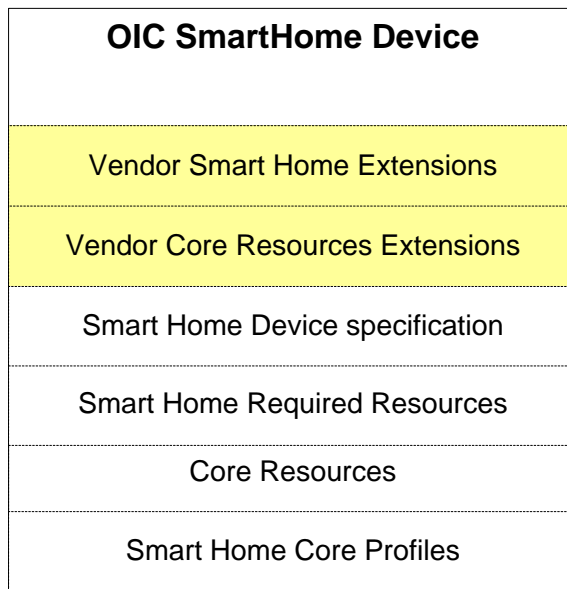 OIC SmartHome Device
Vendor Smart Home Extensions
Vendor Core Resources Extensions
Smart Home Device specification
Smart Home Required Resources
Core Resources
Smart Home Core Profiles